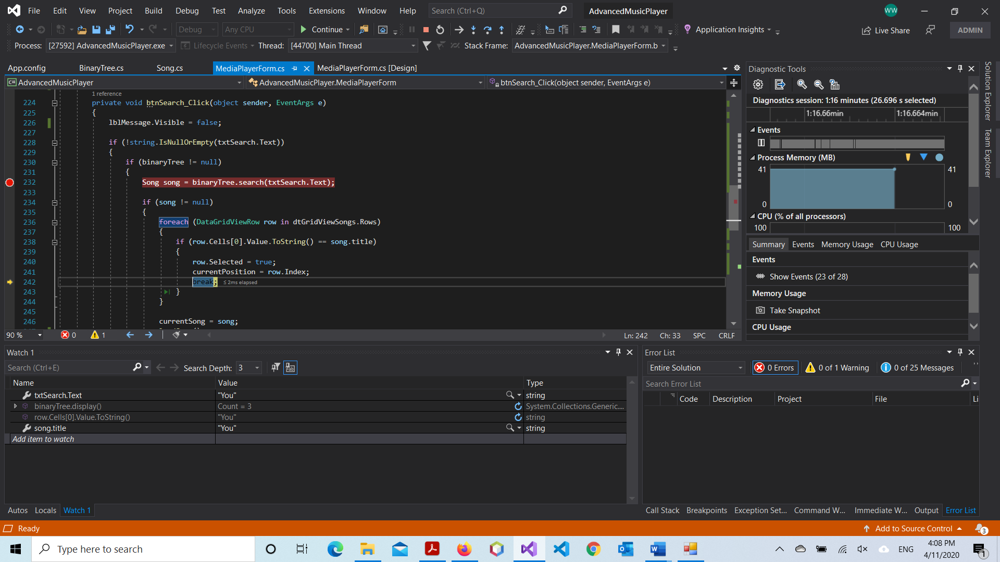 File Edit View Project Build Debug Test Analyze Tools Extensions Window Help Search (Ctrl+Q) AdvancedMusicPlayer WW
Debug Any CPU Continue Application Insights Live Share ADMIN
Process: [27592] AdvancedMusicPlayer.exe Lifecycle Events Thread: [44700] Main Thread Stack Frame: AdvancedMusicPlayer.MediaPlayerForm.b
App.config BinaryTree.cs Song.cs MediaPlayerForm.cs MediaPlayerForm.cs [Design]
C# AdvancedMusicPlayer AdvancedMusicPlayer.MediaPlayerForm btnSearch_Click(object sender, EventArgs e)
1 reference
224 private void btnSearch_Click(object sender, EventArgs e)
225 {
226 lblMessage.Visible = false;
227
228 if (!string.IsNullOrEmpty(txtSearch.Text))
229 {
230 if (binaryTree != null)
231 {
232 Song song = binaryTree.search(txtSearch.Text);
233
234 if (song != null)
235 {
236 foreach (DataGridViewRow row in dtGridViewSongs.Rows)
237 {
238 if (row.Cells[0].Value.ToString() == song.title)
239 {
240 row.Selected = true;
241 currentPosition = row.Index;
242 break; ≤ 2ms elapsed
243 }
244 }
245
246 currentSong = song;
90 % 0 1 Ln: 242 Ch: 33 SPC CRLF
Diagnostic Tools
Diagnostics session: 1:16 minutes (26.696 s selected)
1:16.66min 1:16.664min
Events
Process Memory (MB)
41 41
0 0
CPU (% of all processors)
100 100
Summary Events Memory Usage CPU Usage
Events
Show Events (23 of 28)
Memory Usage
Take Snapshot
CPU Usage
Solution Explorer
Team Explorer
Watch 1
Search (Ctrl+E) Search Depth: 3
Name Value Type
txtSearch.Text "You" string
binaryTree.display() Count = 3 System.Collections.Generic....
row.Cells[0].Value.ToString() "You" string
song.title "You" string
Add item to watch
Autos Locals Watch 1
Error List
Entire Solution 0 Errors 0 of 1 Warning 0 of 25 Messages
Search Error List
Code Description Project File Li
Call Stack Breakpoints Exception Set... Command W... Immediate W... Output Error List
Ready Add to Source Control 3
Type here to search ENG 4:08 PM
4/11/2020 1